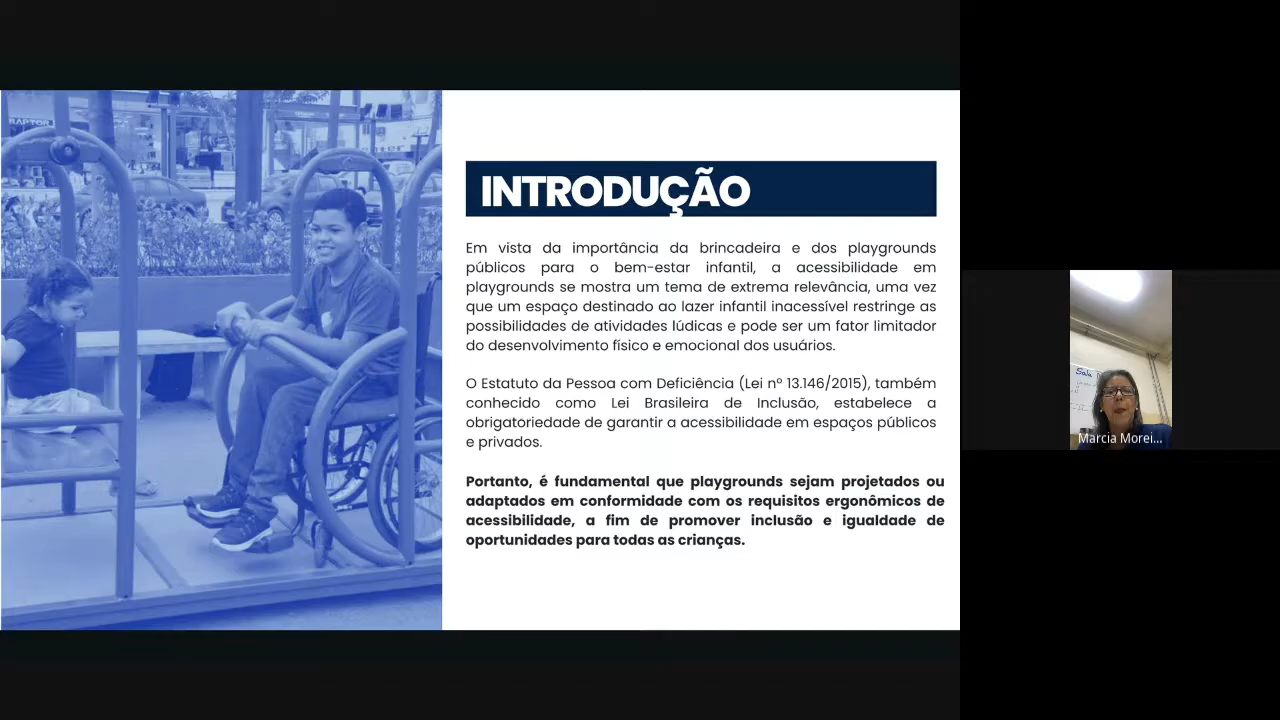 RAPTOR
INTRODUÇÃO
Em vista da importância da brincadeira e dos playgrounds
públicos para o bem-estar infantil, a acessibilidade em
playgrounds se mostra um tema de extrema relevância, uma vez
que um espaço destinado ao lazer infantil inacessível restringe as
possibilidades de atividades lúdicas e pode ser um fator limitador
do desenvolvimento físico e emocional dos usuários.
O Estatuto da Pessoa com Deficiência (Lei nº 13.146/2015), também
conhecido como Lei Brasileira de Inclusão, estabelece a
obrigatoriedade de garantir a acessibilidade em espaços públicos
e privados.
Portanto, é fundamental que playgrounds sejam projetados ou
adaptados em conformidade com os requisitos ergonômicos de
acessibilidade, a fim de promover inclusão e igualdade de
oportunidades para todas as crianças.
Sala
Marcia Morei...